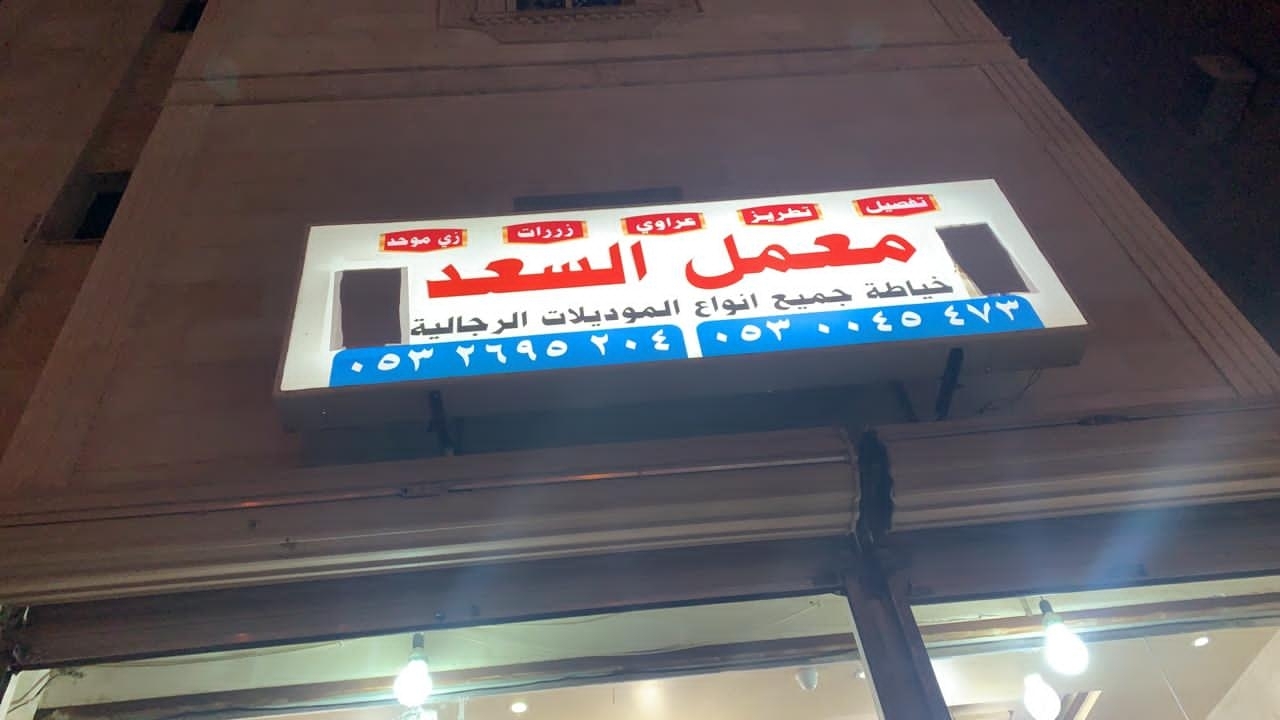 تفصيل تطريز عراوي زررات زي موحد
معمل السعد
خياطة جميع انواع الموديلات الرجالية
٠٥٣ ٠٠٤٥ ٤٧٣
٠٥٣ ٢٦٩٥ ٢٠٤